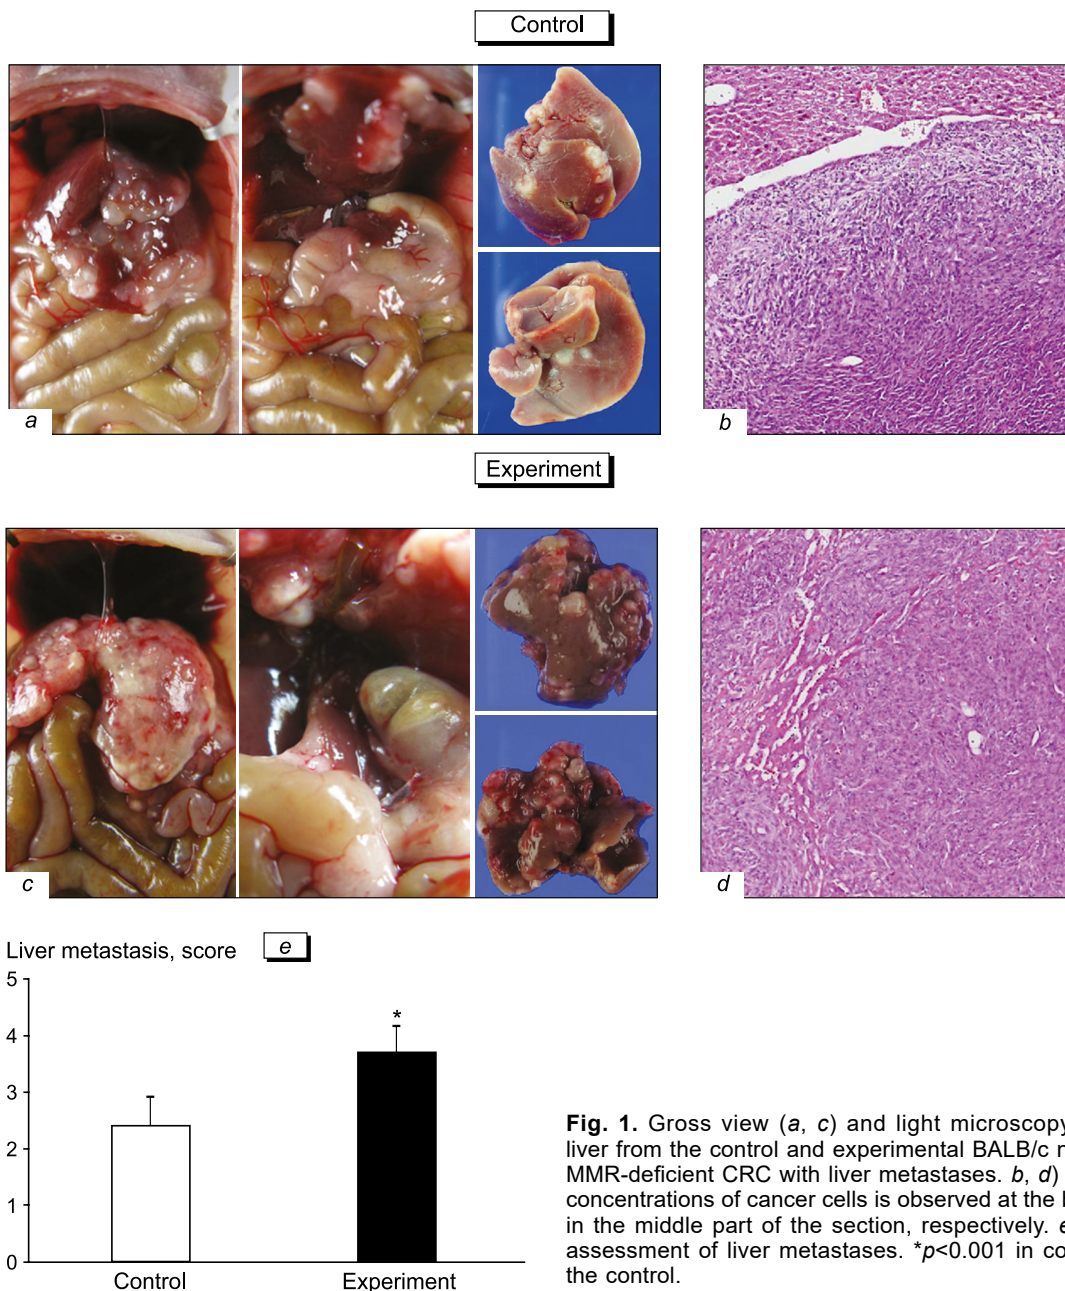 Control
a
b
Experiment
c
d
Liver metastasis, score
e
5
4
3
2
1
0
*
Control
Experiment
Fig. 1. Gross view (a, c) and light microscopy
liver from the control and experimental BALB/c
MMR-deficient CRC with liver metastases. b, d)
concentrations of cancer cells is observed at the
in the middle part of the section, respectively.
assessment of liver metastases. *p<0.001 in
the control.